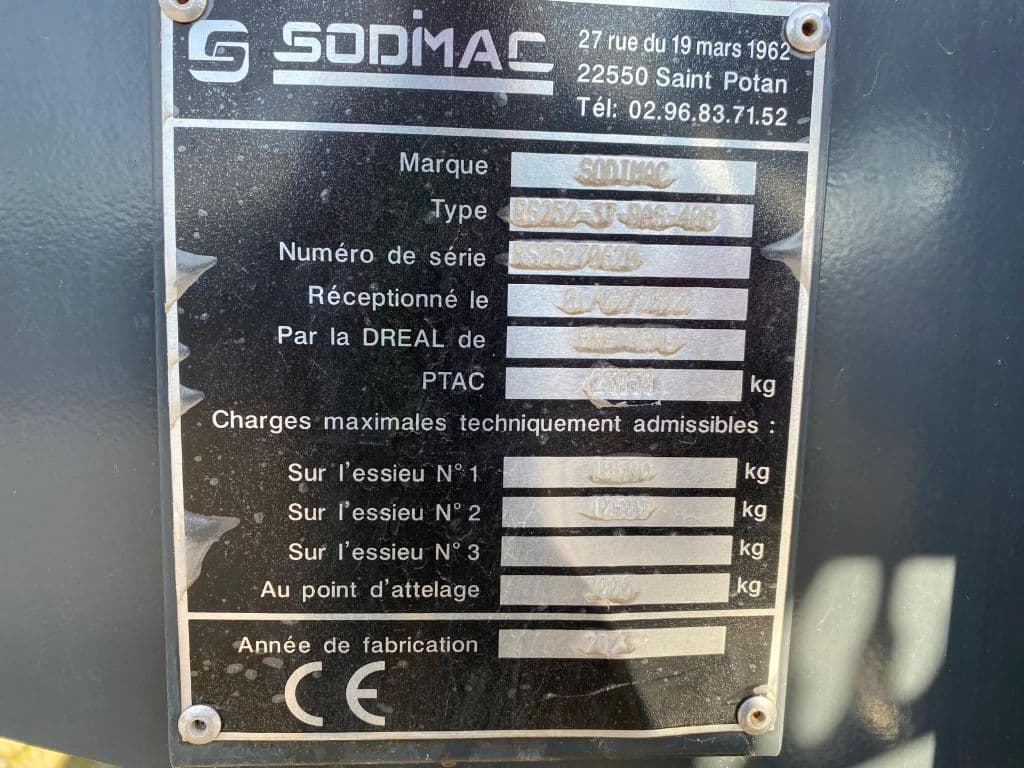 SODIMAC
27 rue du 19 mars 1962
22550 Saint Potan
Tél: 02.96.83.71.52
Marque SODIMAC
Type
Numéro de série
Réceptionné le
Par la DREAL de BRETAGNE
PTAC kg
Charges maximales techniquement admissibles :
Sur l'essieu N° 1 kg
Sur l'essieu N° 2 kg
Sur l'essieu N° 3 kg
Au point d'attelage kg
Année de fabrication
CE